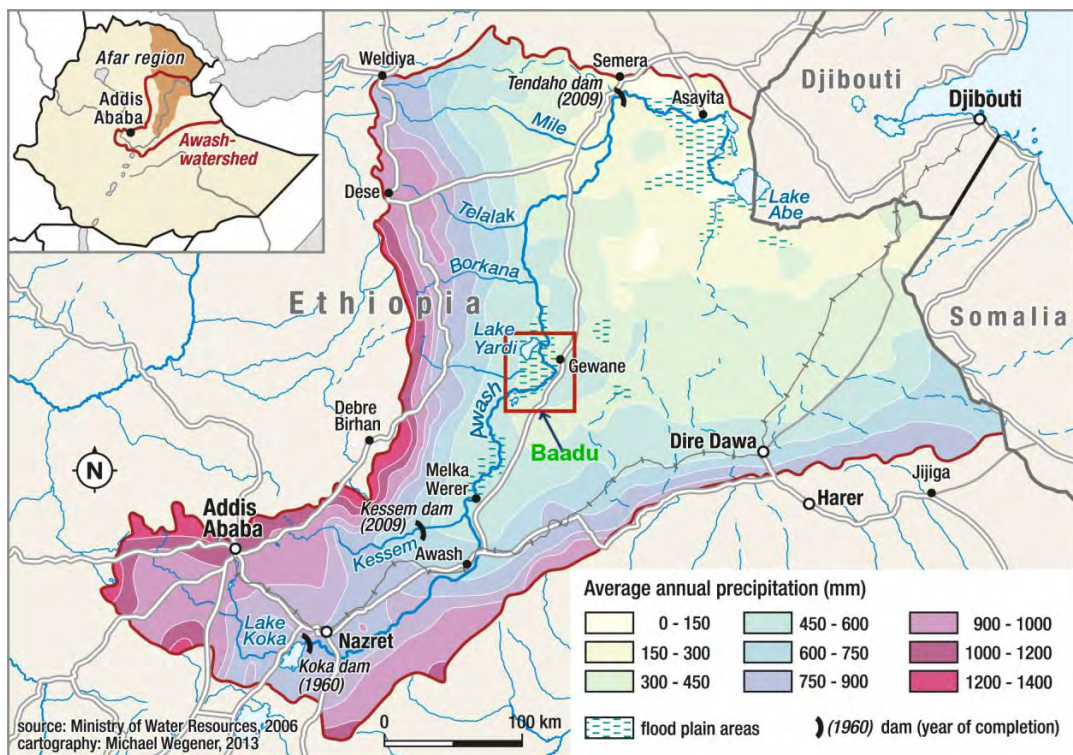 Afar region
Addis
Ababa
Awash-
watershed
Weldiya
Semera
Tendaho dam
(2009)
Asayita
Djibouti
Djibouti
Mile
Dese
Lake
Abe
Telalak
Borkana
Ethiopia
Somalia
Lake
Yardi
Gewane
Awash
Baadu
Debre
Birhan
N
Dire Dawa
Melka
Werer
Jijiga
Harer
Kessem dam
(2009)
Addis
Ababa
Kessem
Awash
Lake
Koka
Nazret
Koka dam
(1960)
Average annual precipitation (mm)
0 - 150
450 - 600
900 - 1000
150 - 300
600 - 750
1000 - 1200
300 - 450
750 - 900
1200 - 1400
flood plain areas
(1960) dam (year of completion)
0 100 km
source: Ministry of Water Resources, 2006
cartography: Michael Wegener, 2013